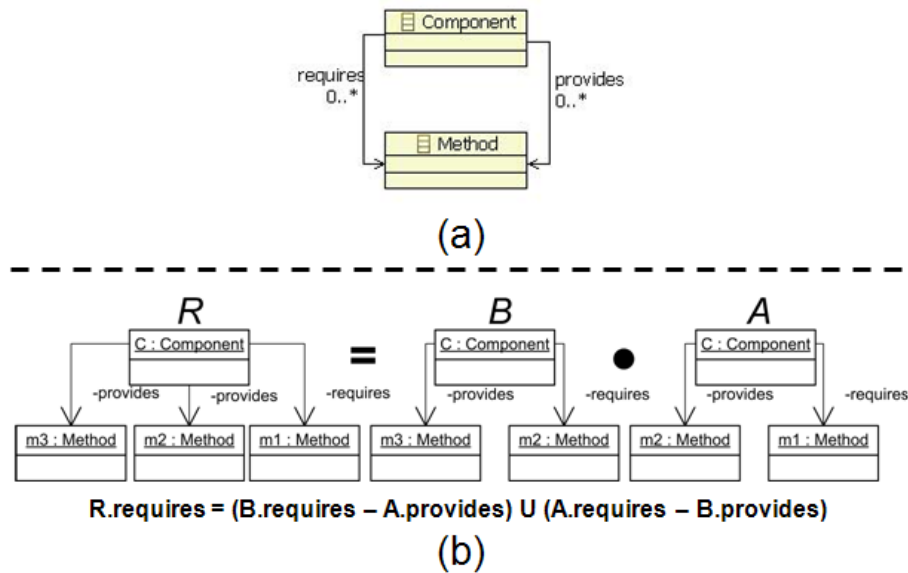 Component
requires
0..*
provides
0..*
Method
(a)
R
B
A
C : Component
=
C : Component
●
C : Component
-provides
-provides
-requires
-provides
-requires
-provides
-requires
m3 : Method
m2 : Method
m1 : Method
m3 : Method
m2 : Method
m2 : Method
m1 : Method
R.requires = (B.requires – A.provides) U (A.requires – B.provides)
(b)